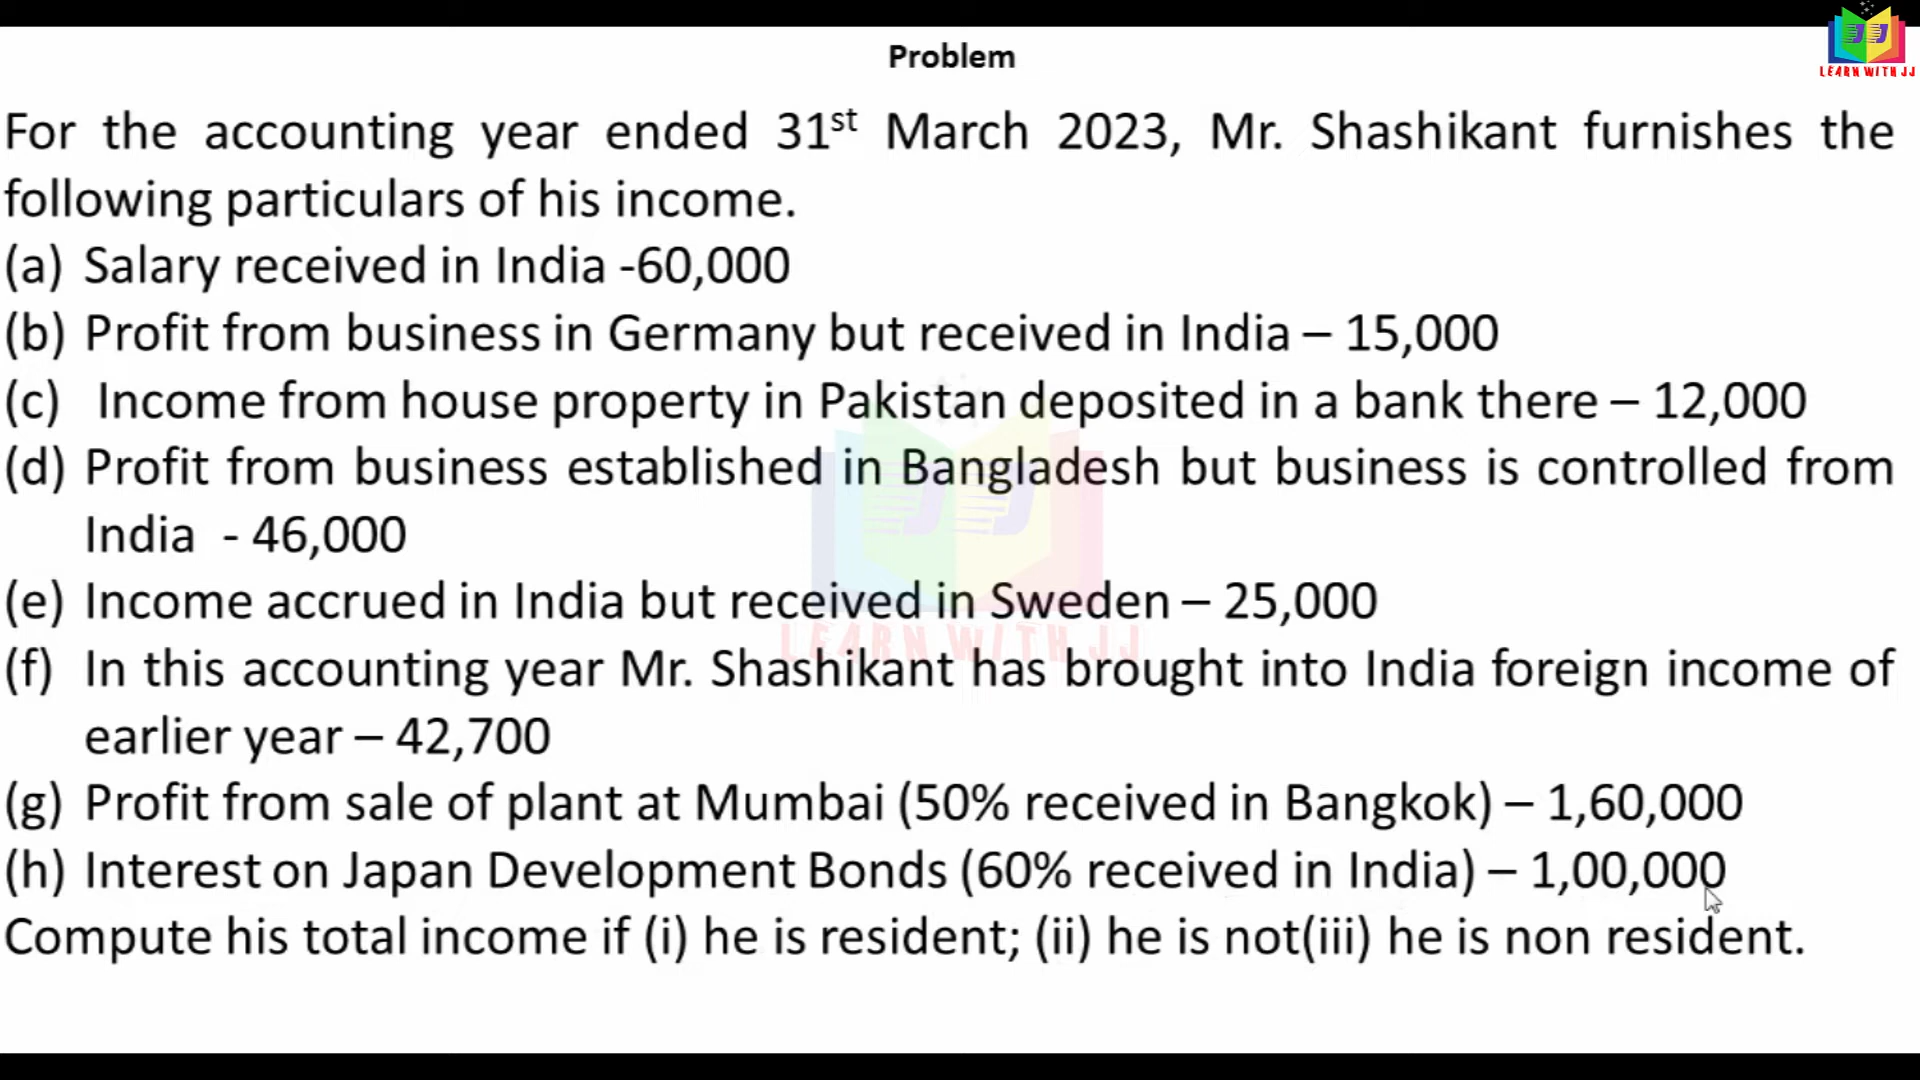 LEARN WITH JJ
Problem
For the accounting year ended 31st March 2023, Mr. Shashikant furnishes the
following particulars of his income.
(a) Salary received in India -60,000
(b) Profit from business in Germany but received in India – 15,000
(c) Income from house property in Pakistan deposited in a bank there – 12,000
(d) Profit from business established in Bangladesh but business is controlled from
India - 46,000
(e) Income accrued in India but received in Sweden – 25,000
LEARN WITH JJ
(f) In this accounting year Mr. Shashikant has brought into India foreign income of
earlier year – 42,700
(g) Profit from sale of plant at Mumbai (50% received in Bangkok) – 1,60,000
(h) Interest on Japan Development Bonds (60% received in India) – 1,00,000
Compute his total income if (i) he is resident; (ii) he is not(iii) he is non resident.